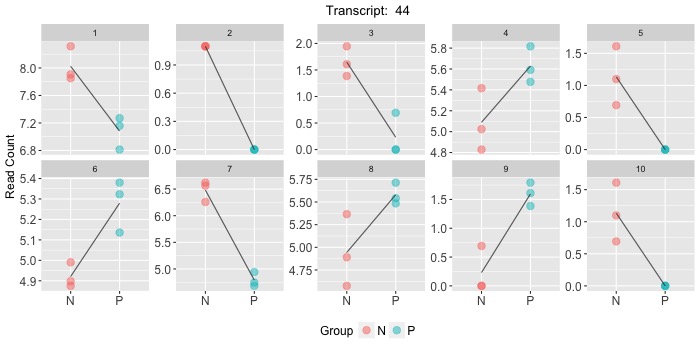 Transcript: 44
1 2 3 4 5
8.0 7.6 7.2 6.8
0.9 0.6 0.3 0.0
2.0 1.5 1.0 0.5 0.0
5.8 5.6 5.4 5.2 5.0 4.8
1.5 1.0 0.5 0.0
Read Count
6 7 8 9 10
5.4 5.3 5.2 5.1 5.0 4.9
6.5 6.0 5.5 5.0
5.75 5.50 5.25 5.00 4.75
1.5 1.0 0.5 0.0
1.5 1.0 0.5 0.0
N P N P N P N P N P
Group N P